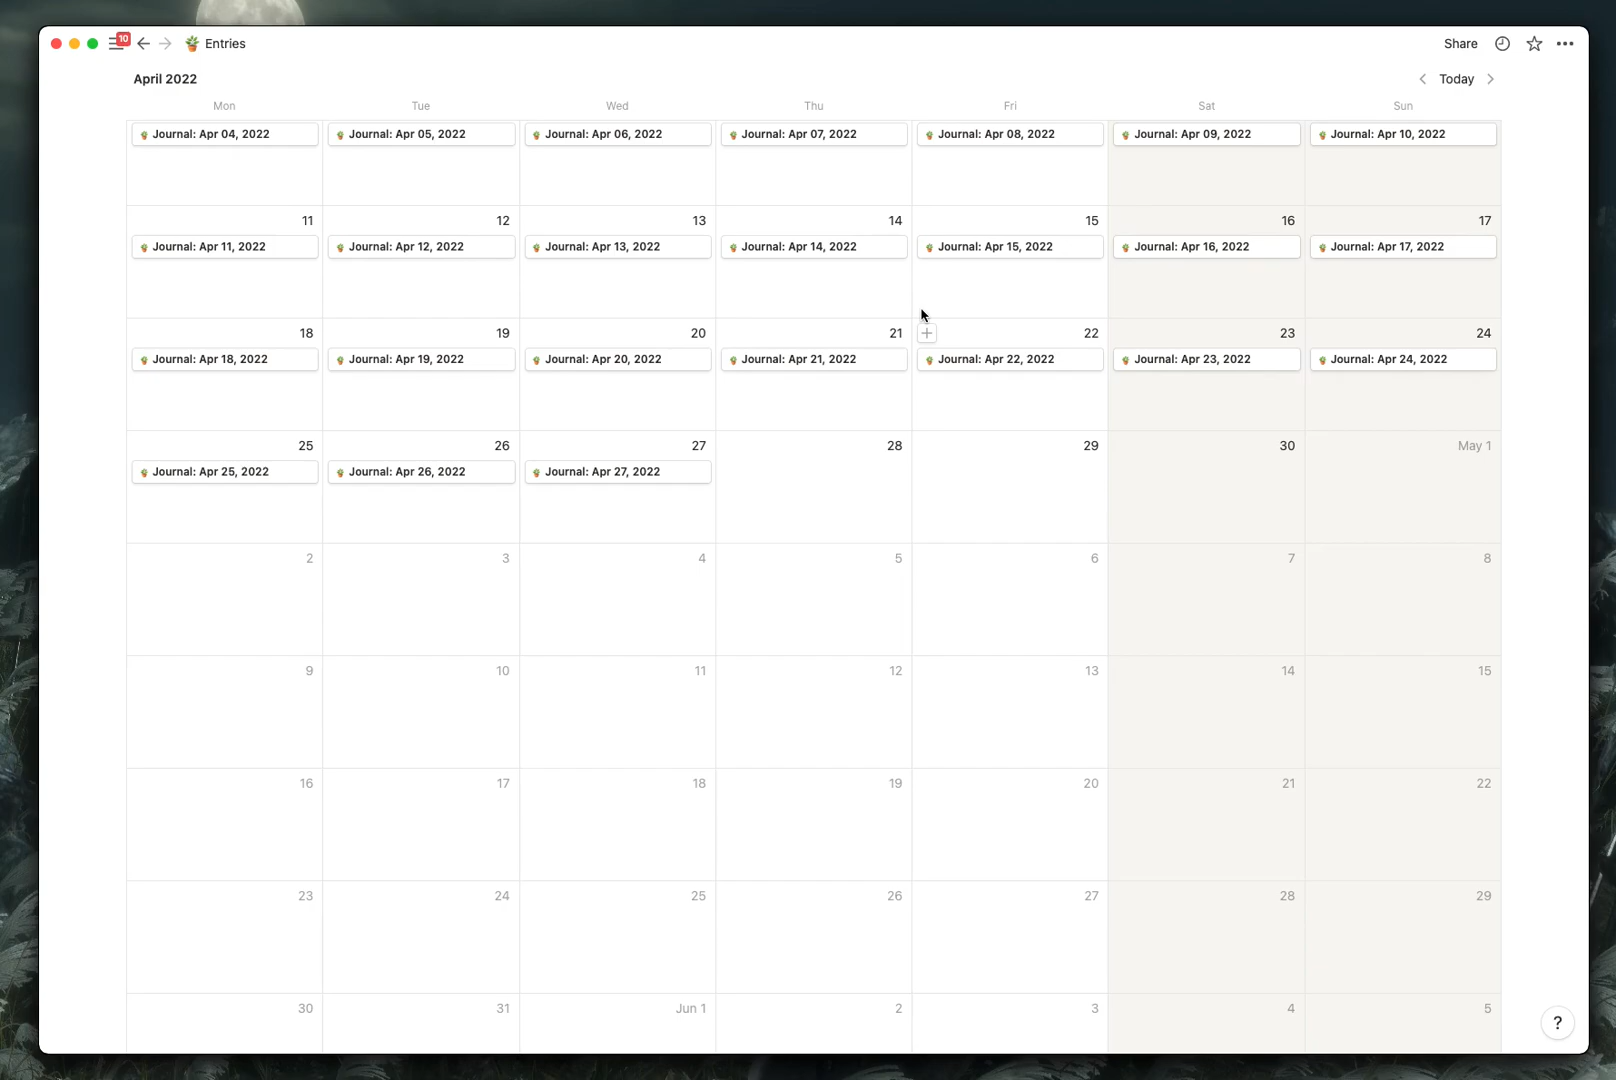 10 Entries Share
April 2022 Today
Mon Tue Wed Thu Fri Sat Sun
Journal: Apr 04, 2022 Journal: Apr 05, 2022 Journal: Apr 06, 2022 Journal: Apr 07, 2022 Journal: Apr 08, 2022 Journal: Apr 09, 2022 Journal: Apr 10, 2022
11 12 13 14 15 16 17
Journal: Apr 11, 2022 Journal: Apr 12, 2022 Journal: Apr 13, 2022 Journal: Apr 14, 2022 Journal: Apr 15, 2022 Journal: Apr 16, 2022 Journal: Apr 17, 2022
18 19 20 21 22 23 24
Journal: Apr 18, 2022 Journal: Apr 19, 2022 Journal: Apr 20, 2022 Journal: Apr 21, 2022 Journal: Apr 22, 2022 Journal: Apr 23, 2022 Journal: Apr 24, 2022
25 26 27 28 29 30 May 1
Journal: Apr 25, 2022 Journal: Apr 26, 2022 Journal: Apr 27, 2022
2 3 4 5 6 7 8
9 10 11 12 13 14 15
16 17 18 19 20 21 22
23 24 25 26 27 28 29
30 31 Jun 1 2 3 4 5
?